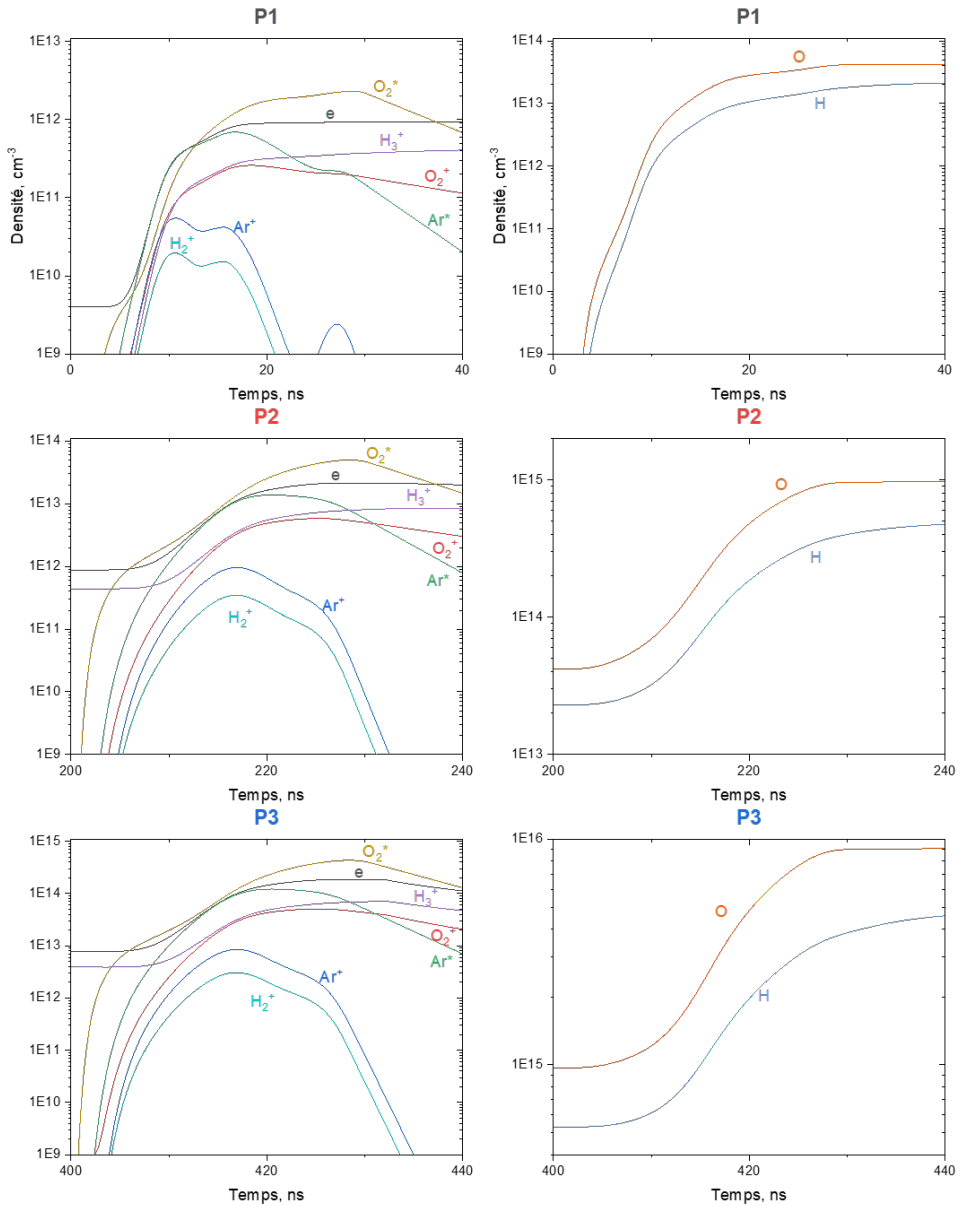 P1
1E13
1E12
1E11
1E10
1E9
Densité, cm⁻³
O₂*
e
H₃⁺
O₂⁺
Ar⁺
Ar*
H₂⁺
0
20
40
Temps, ns
P1
1E14
1E13
1E12
1E11
1E10
1E9
Densité, cm⁻³
O
H
0
20
40
Temps, ns
P2
1E14
1E13
1E12
1E11
1E10
1E9
O₂*
e
H₃⁺
O₂⁺
Ar*
Ar⁺
H₂⁺
200
220
240
Temps, ns
P2
1E15
1E14
1E13
O
H
200
220
240
Temps, ns
P3
1E15
1E14
1E13
1E12
1E11
1E10
1E9
O₂*
e
H₃⁺
O₂⁺
Ar*
Ar⁺
H₂⁺
400
420
440
Temps, ns
P3
1E16
1E15
O
H
400
420
440
Temps, ns